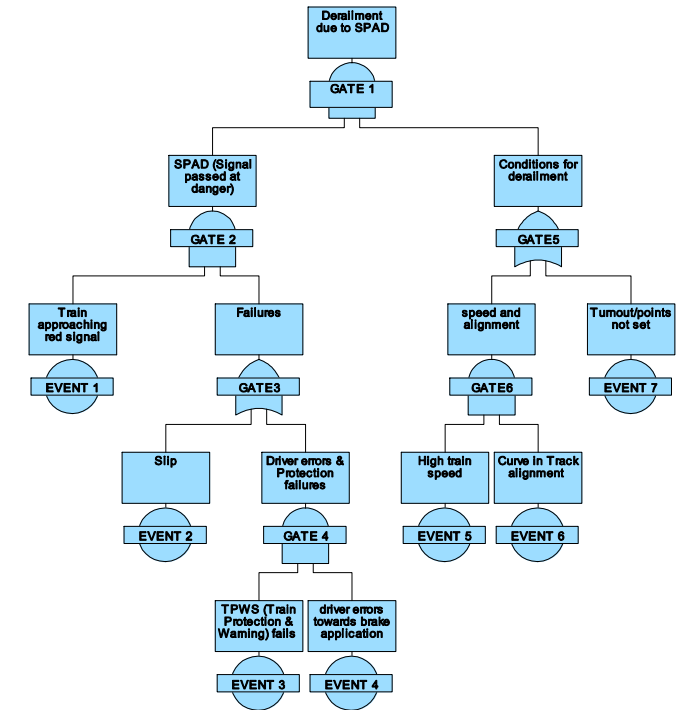 Derailment
due to SPAD
GATE 1
SPAD (Signal
passed at
danger)
Conditions for
derailment
GATE 2
GATE5
Train
approaching
red signal
Failures
speed and
alignment
Turnout/points
not set
EVENT 1
GATE3
GATE6
EVENT 7
Slip
Driver errors &
Protection
failures
High train
speed
Curve in Track
alignment
EVENT 2
GATE 4
EVENT 5
EVENT 6
TPWS (Train
Protection &
Warning) fails
driver errors
towards brake
application
EVENT 3
EVENT 4